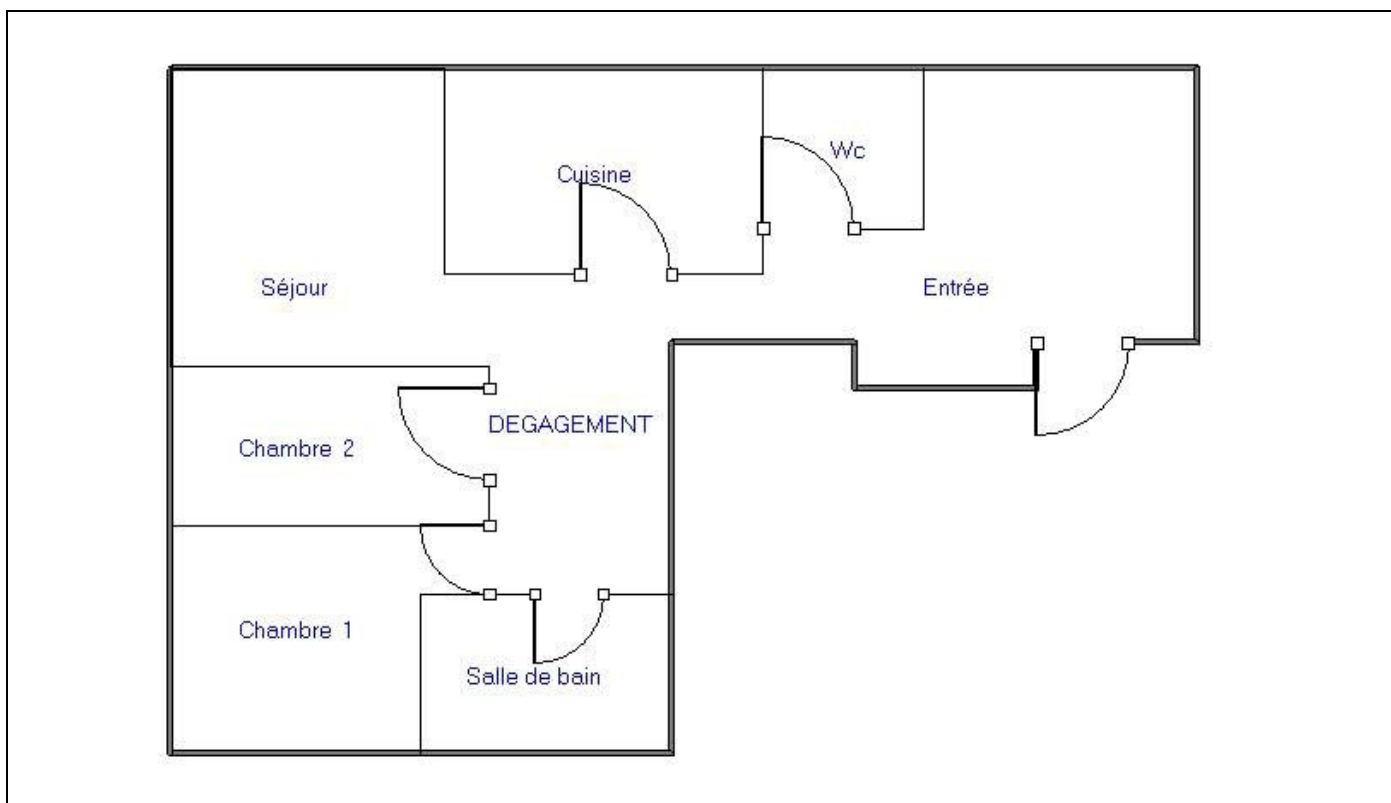 Wc
Cuisine
Séjour
Entrée
DEGAGEMENT
Chambre 2
Chambre 1
Salle de bain